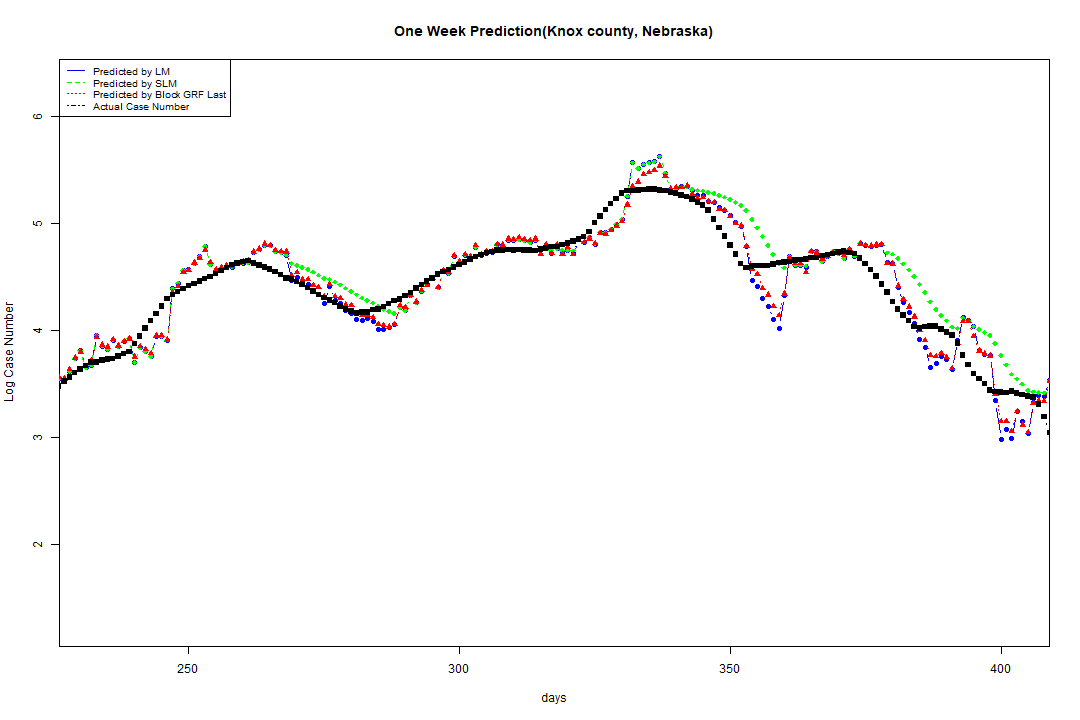 One Week Prediction(Knox county, Nebraska)
Predicted by LM
Predicted by SLM
Predicted by Block GRF Last
Actual Case Number
6
5
4
3
2
Log Case Number
250
300
350
400
days